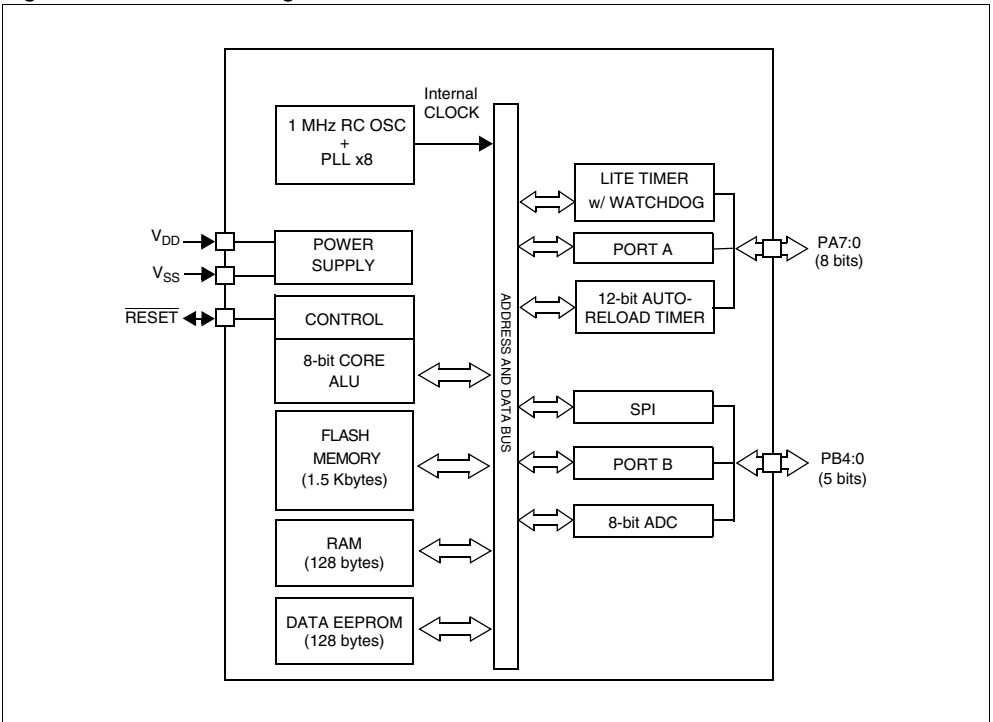 Internal
CLOCK
1 MHz RC OSC
+
PLL x8
LITE TIMER
w/ WATCHDOG
VDD
POWER
SUPPLY
VSS
PORT A
PA7:0
(8 bits)
RESET
CONTROL
12-bit AUTO-
RELOAD TIMER
ADDRESS AND DATA BUS
8-bit CORE
ALU
SPI
FLASH
MEMORY
(1.5 Kbytes)
PORT B
PB4:0
(5 bits)
8-bit ADC
RAM
(128 bytes)
DATA EEPROM
(128 bytes)